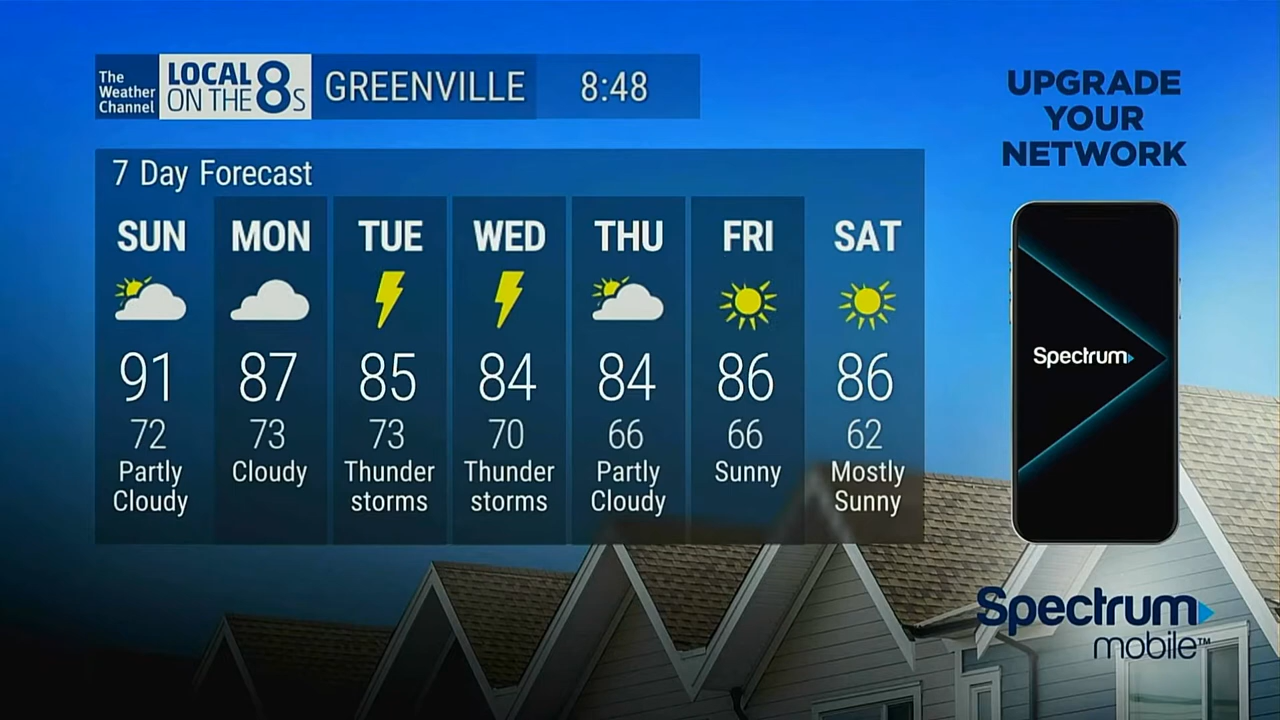 The Weather Channel
LOCAL ON THE 8s
GREENVILLE
8:48
UPGRADE
YOUR
NETWORK
7 Day Forecast
SUN MON TUE WED THU FRI SAT
91 87 85 84 84 86 86
72 73 73 70 66 66 62
Partly Cloudy Thunder Thunder Partly Sunny Mostly
Cloudy storms storms Cloudy Sunny
Spectrum
Spectrum
mobile™